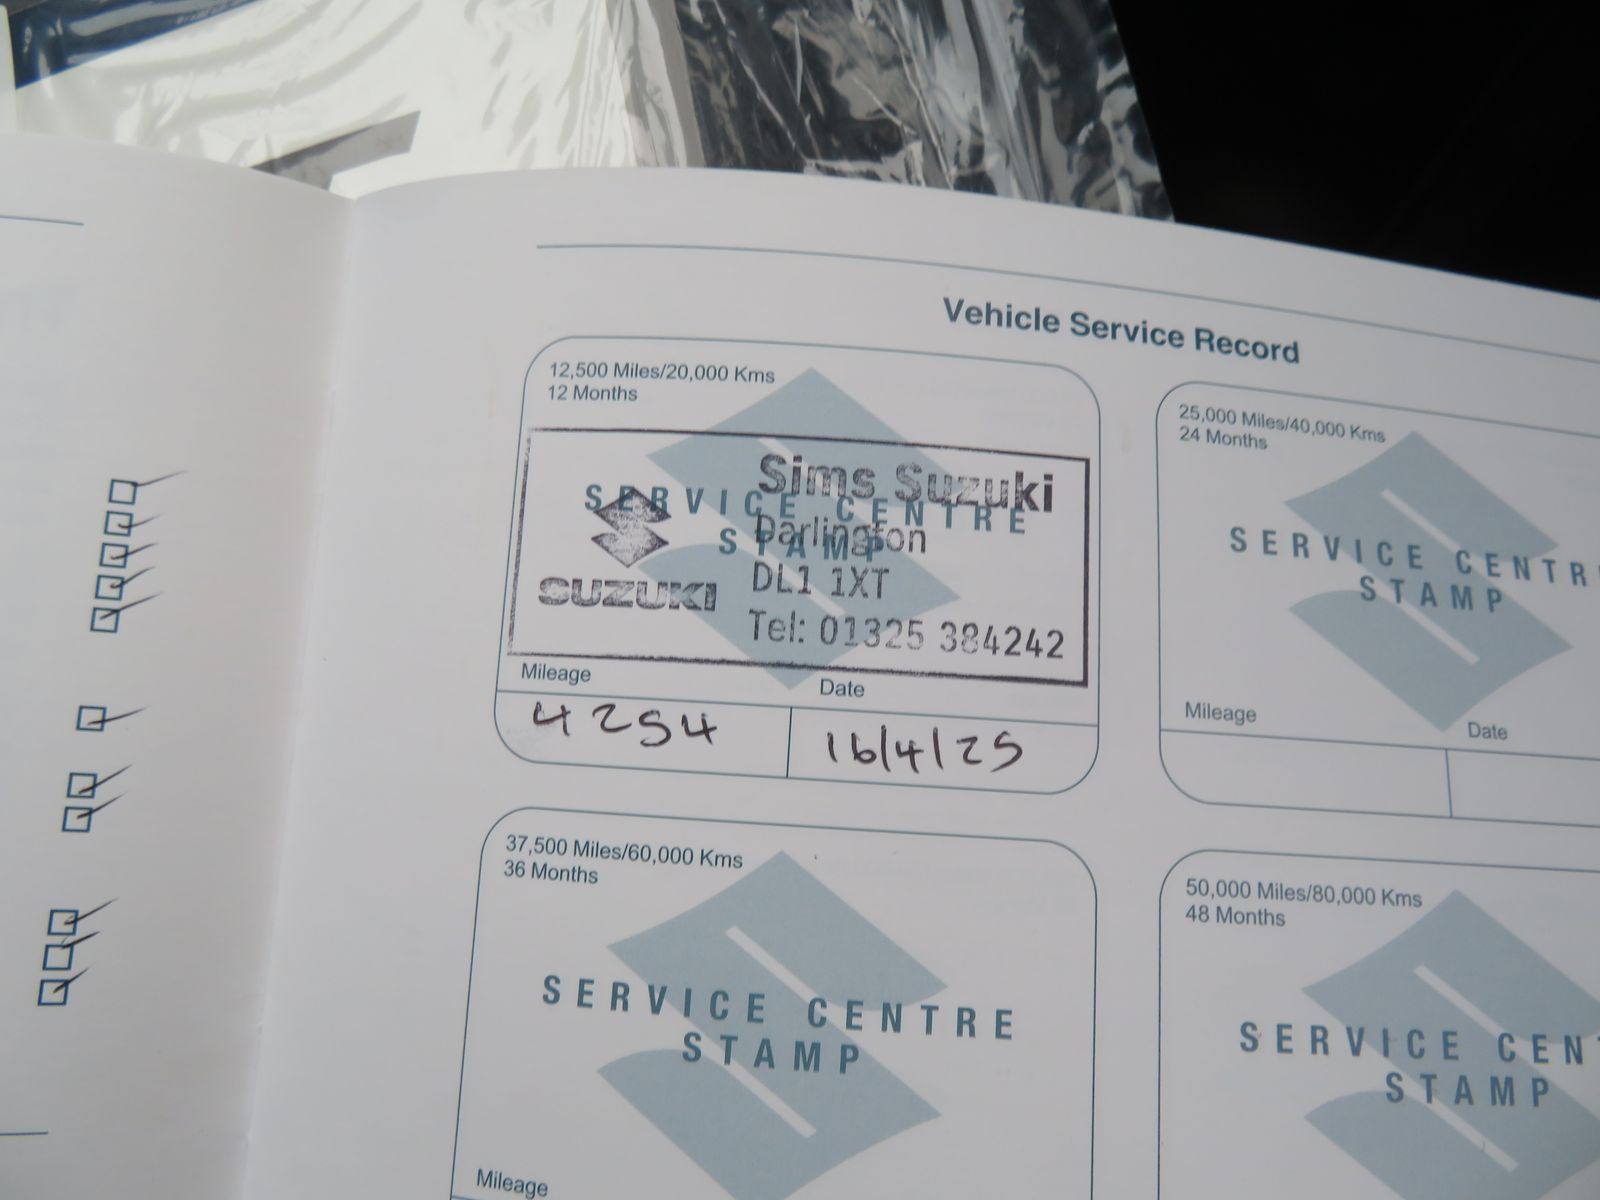 Vehicle Service Record
12,500 Miles/20,000 Kms
12 Months
SERVICE CENTRE
STAMP
Sims Suzuki
Darlington
DL1 1XT
Tel: 01325 384242
SUZUKI
Mileage
Date
4254
16/4/25
25,000 Miles/40,000 Kms
24 Months
SERVICE CENTR
STAMP
Mileage
Date
37,500 Miles/60,000 Kms
36 Months
SERVICE CENTRE
STAMP
Mileage
50,000 Miles/80,000 Kms
48 Months
SERVICE CEN
STAMP